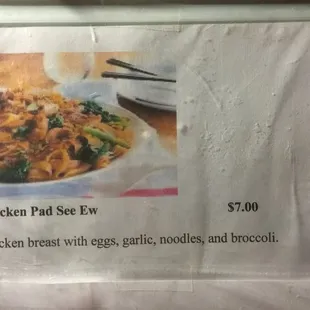 cken Pad See Ew $7.00
cken breast with eggs, garlic, noodles, and broccoli.